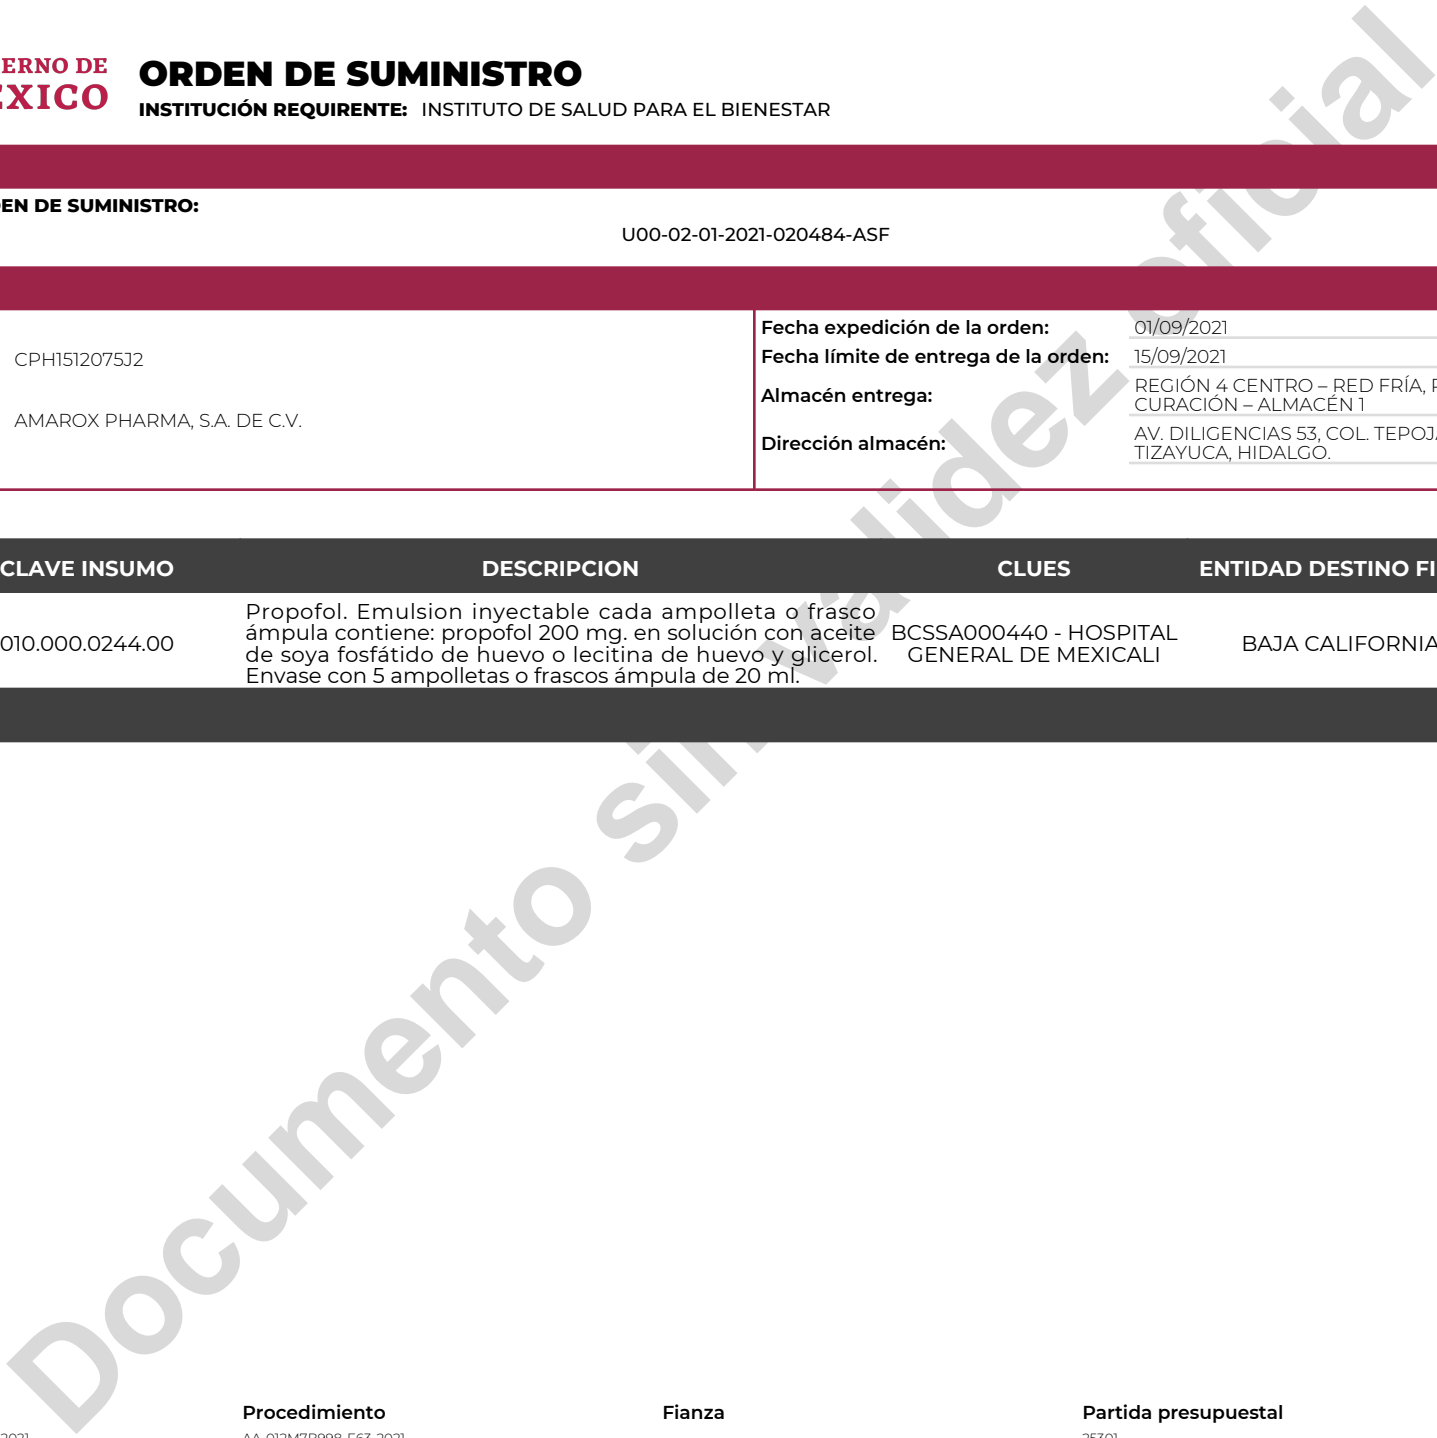 ERNO DE
EXICO
ORDEN DE SUMINISTRO
INSTITUCIÓN REQUIRENTE: INSTITUTO DE SALUD PARA EL BIENESTAR
EN DE SUMINISTRO:
U00-02-01-2021-020484-ASF
CPH1512075J2
AMAROX PHARMA, S.A. DE C.V.
Fecha expedición de la orden: 01/09/2021
Fecha límite de entrega de la orden: 15/09/2021
Almacén entrega: REGIÓN 4 CENTRO – RED FRÍA,
CURACIÓN – ALMACÉN 1
Dirección almacén: AV. DILIGENCIAS 53, COL. TEPOJ
TIZAYUCA, HIDALGO.
CLAVE INSUMO DESCRIPCION CLUES ENTIDAD DESTINO FI
010.000.0244.00
Propofol. Emulsion inyectable cada ampolleta o frasco
ámpula contiene: propofol 200 mg. en solución con aceite
de soya fosfátido de huevo o lecitina de huevo y glicerol.
Envase con 5 ampolletas o frascos ámpula de 20 ml.
BCSSA000440 - HOSPITAL
GENERAL DE MEXICALI
BAJA CALIFORNIA
Documento sin validez oficial
Procedimiento Fianza Partida presupuestal